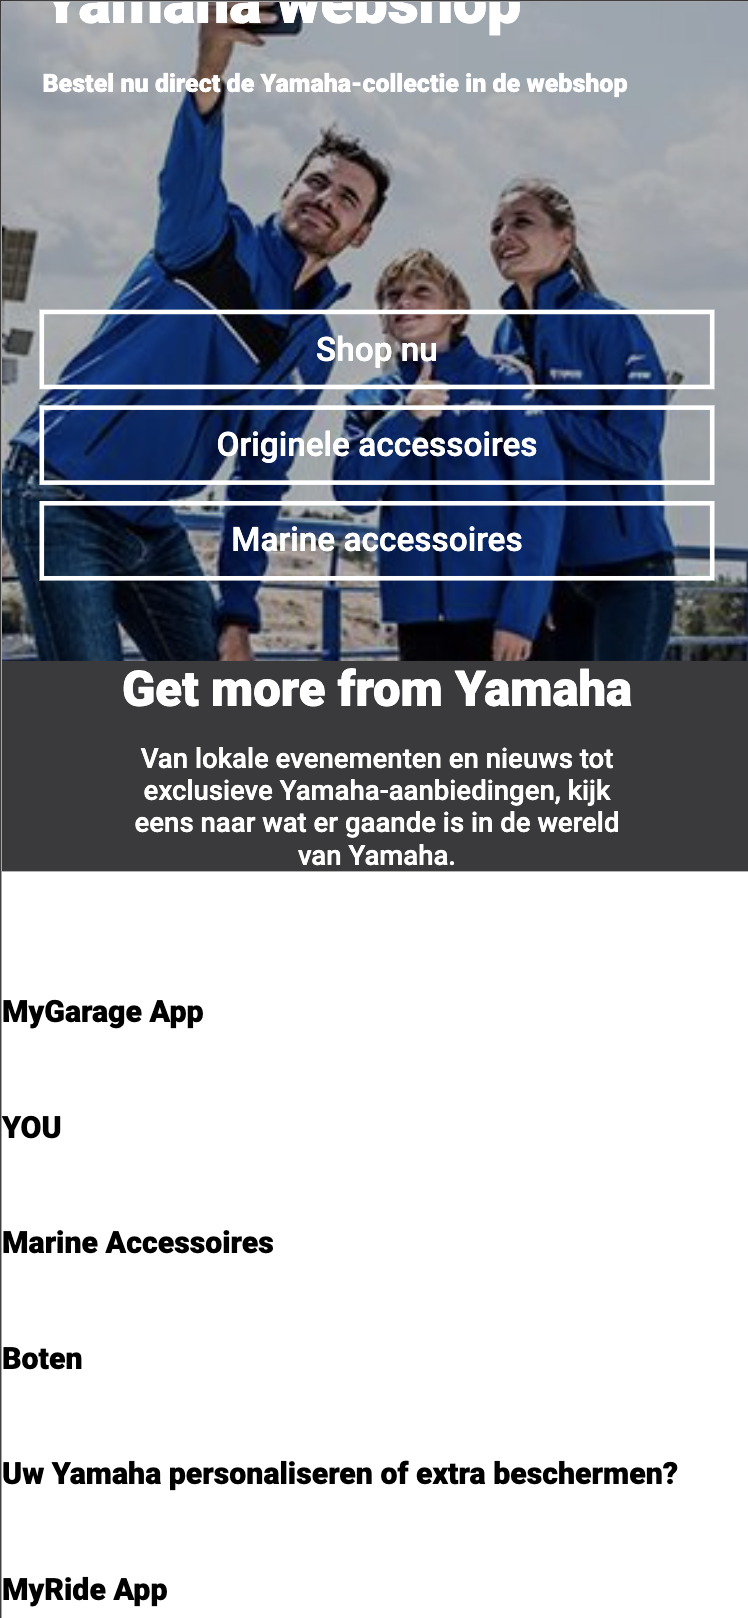 Yamaha webshop
Bestel nu direct de Yamaha-collectie in de webshop
Shop nu
Originele accessoires
Marine accessoires
Get more from Yamaha
Van lokale evenementen en nieuws tot
exclusieve Yamaha-aanbiedingen, kijk
eens naar wat er gaande is in de wereld
van Yamaha.
MyGarage App
YOU
Marine Accessoires
Boten
Uw Yamaha personaliseren of extra beschermen?
MyRide App